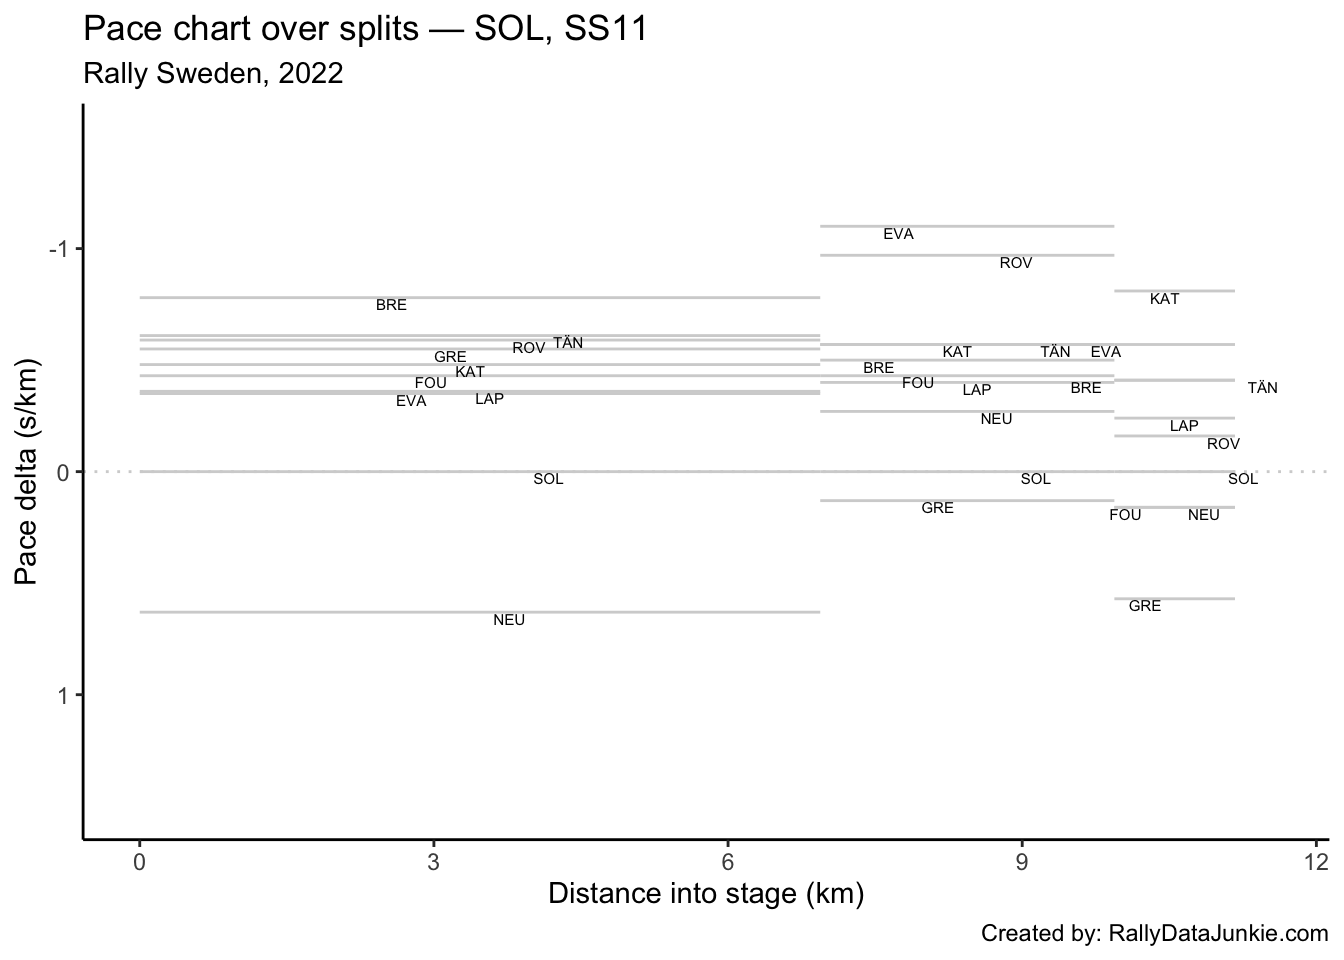 Pace chart over splits — SOL, SS11
Rally Sweden, 2022
Pace delta (s/km)
-1
0
1
EVA
ROV
KAT
BRE
TÄN
ROV
GRE
KAT
FOU
LAP
EVA
KAT TÄN EVA
BRE
FOU
LAP
BRE
TÄN
NEU
LAP
ROV
SOL
SOL
SOL
GRE
FOU NEU
GRE
NEU
0 3 6 9 12
Distance into stage (km)
Created by: RallyDataJunkie.com